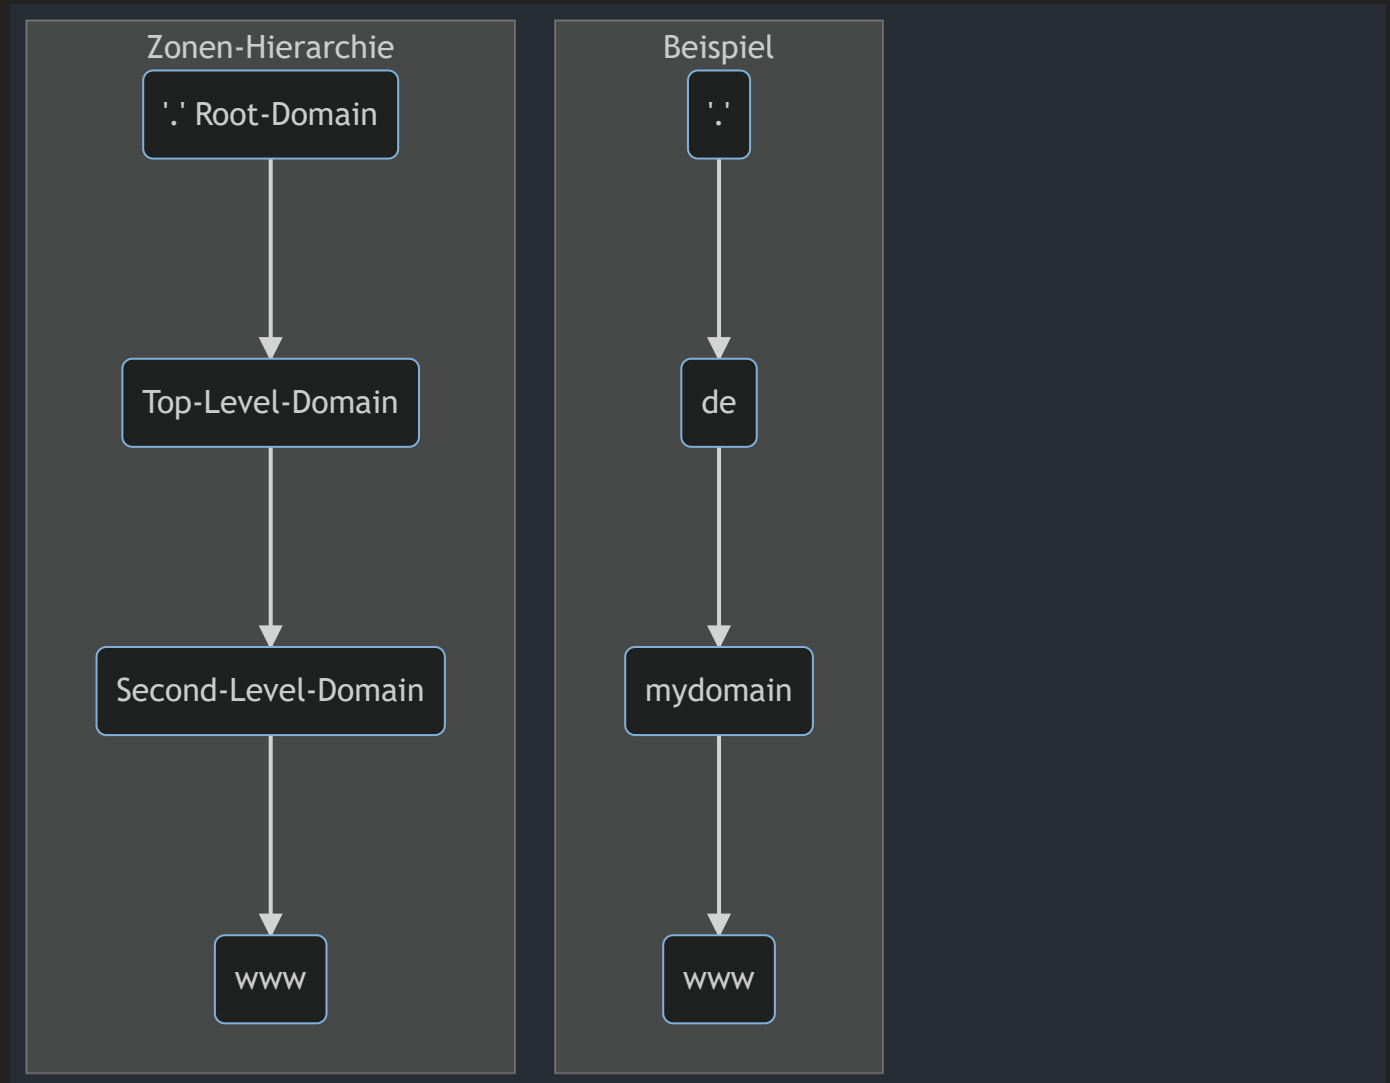 Zonen-Hierarchie
'.' Root-Domain
Top-Level-Domain
Second-Level-Domain
www
Beispiel
'.'
de
mydomain
www